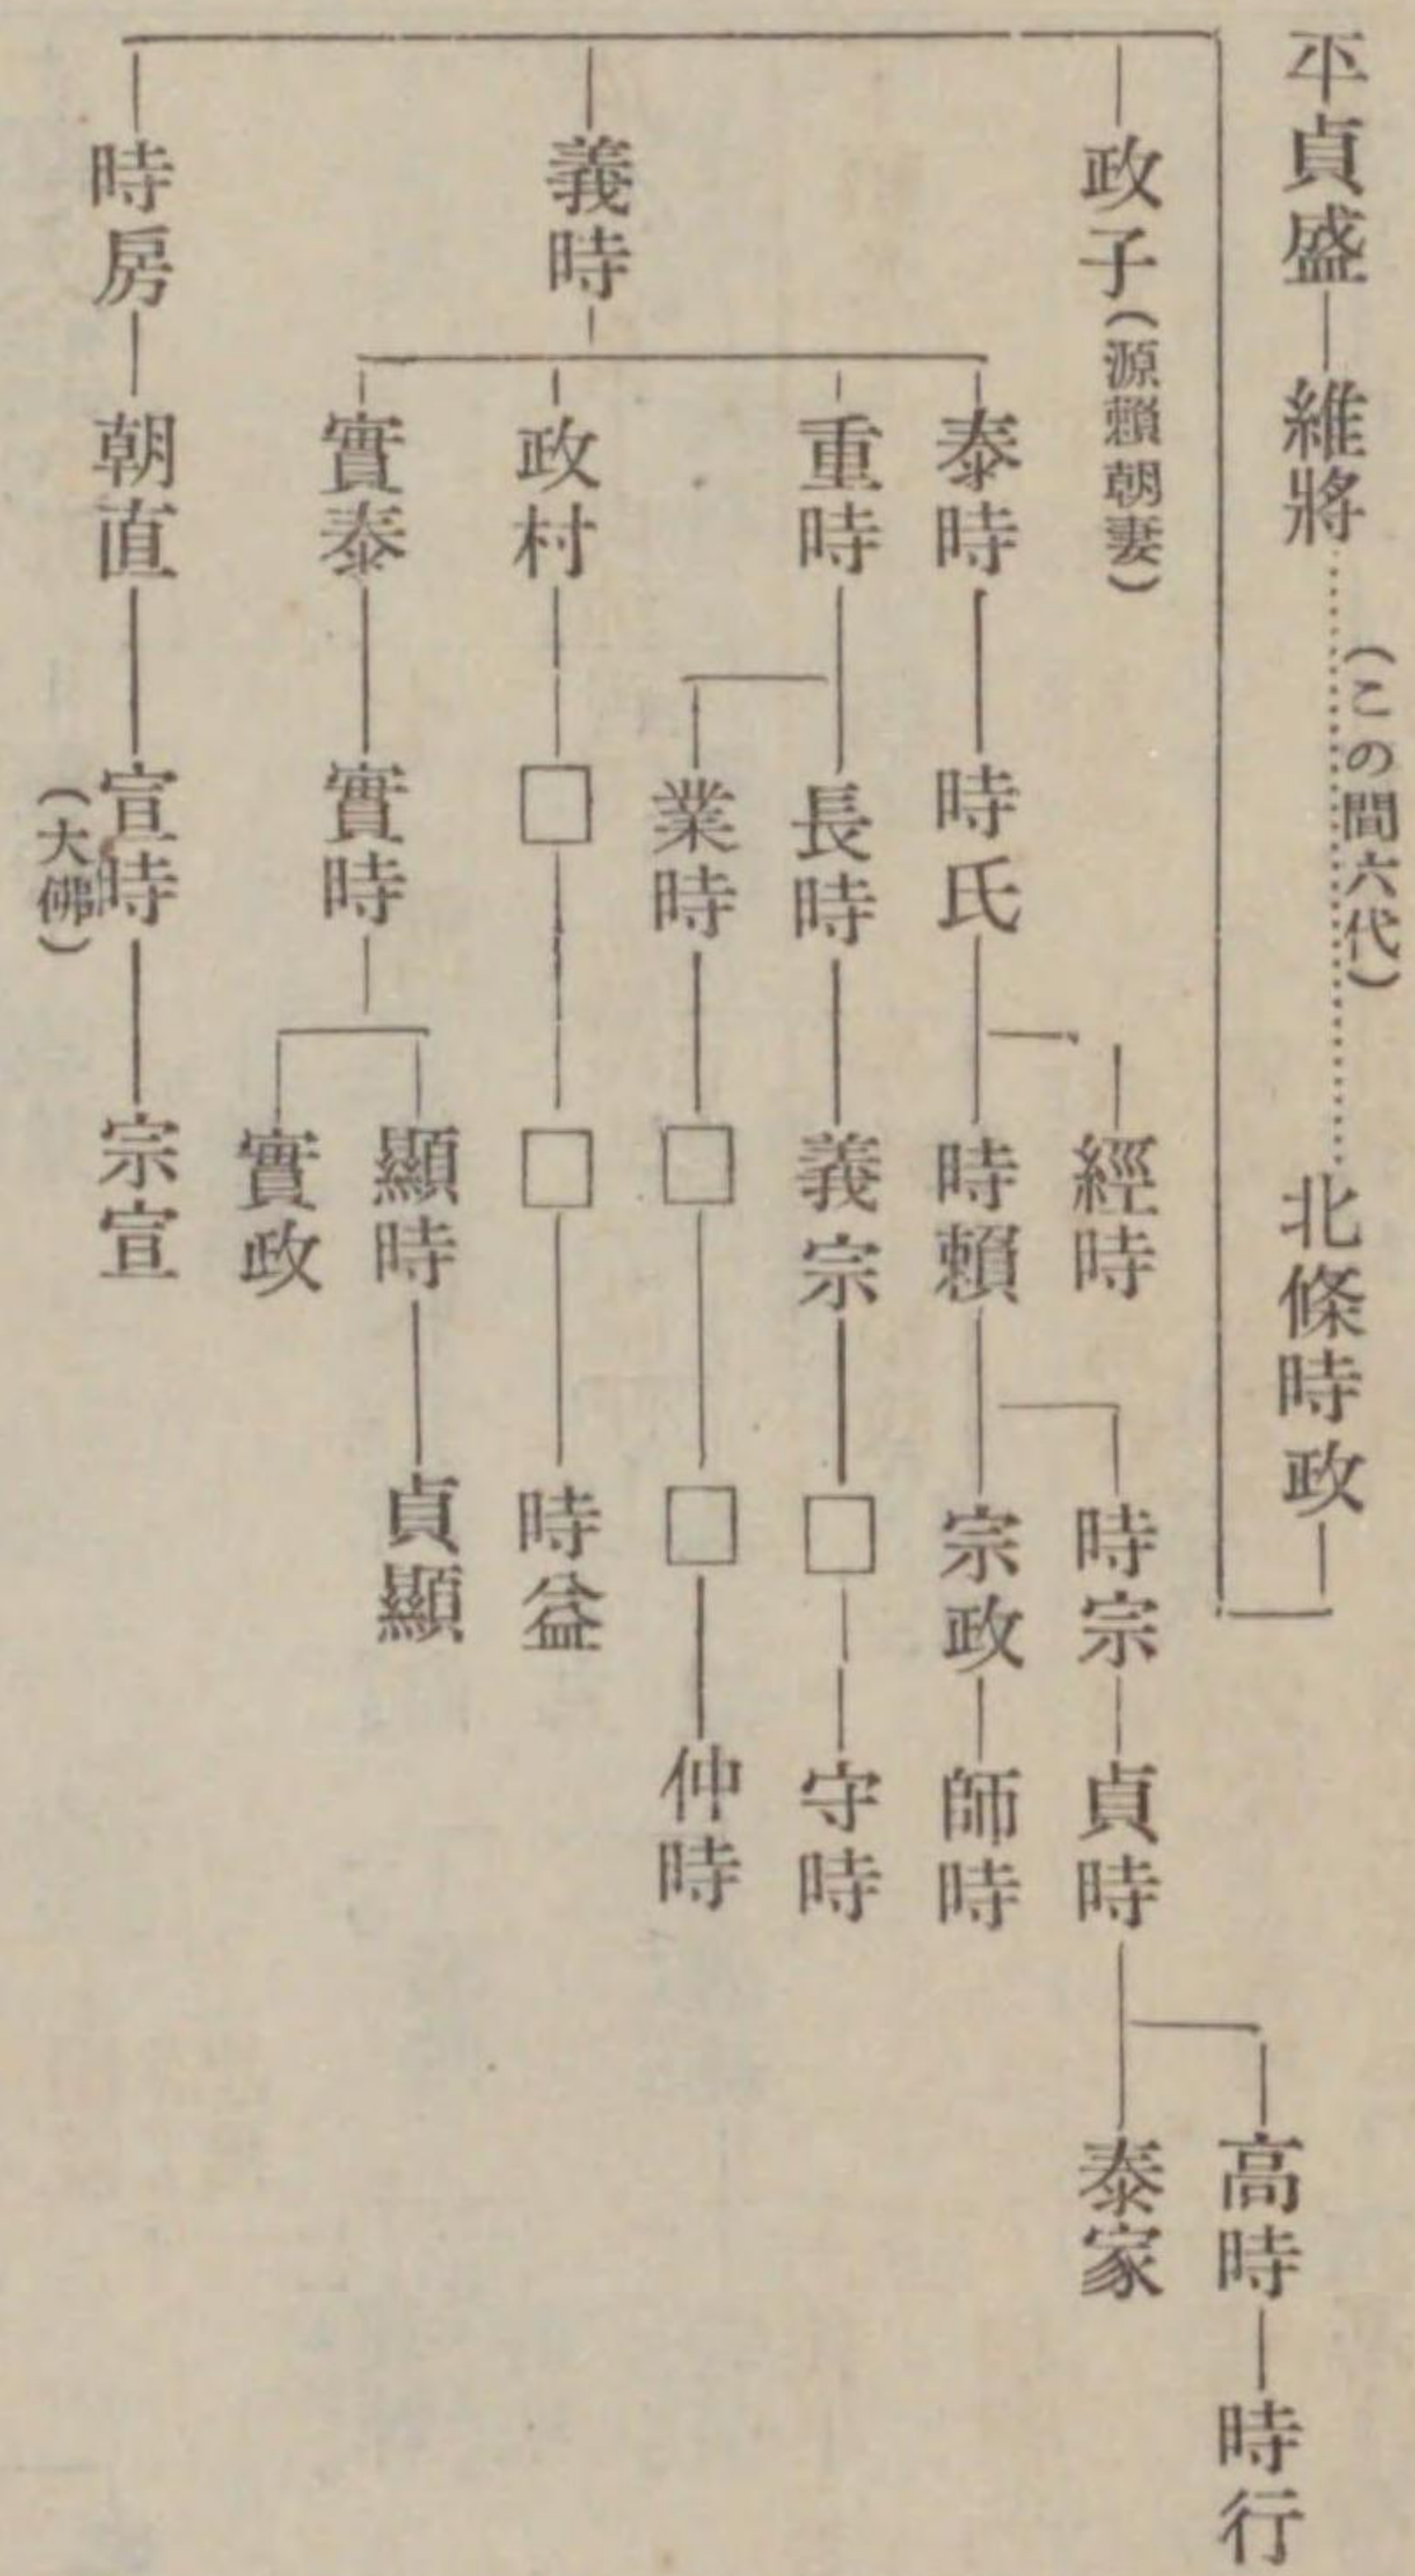 平貞盛
維將
(この間六代)
北條時政
政子(源賴朝妻)
義時
時房
泰時
時氏
經時
時賴
時宗
貞時
高時
時行
泰家
宗政
師時
重時
長時
義宗
□
守時
業時
□
□
仲時
政村
□
□
時益
實泰
實時
顯時
貞顯
實政
朝直
宣時
(大佛)
宗宣